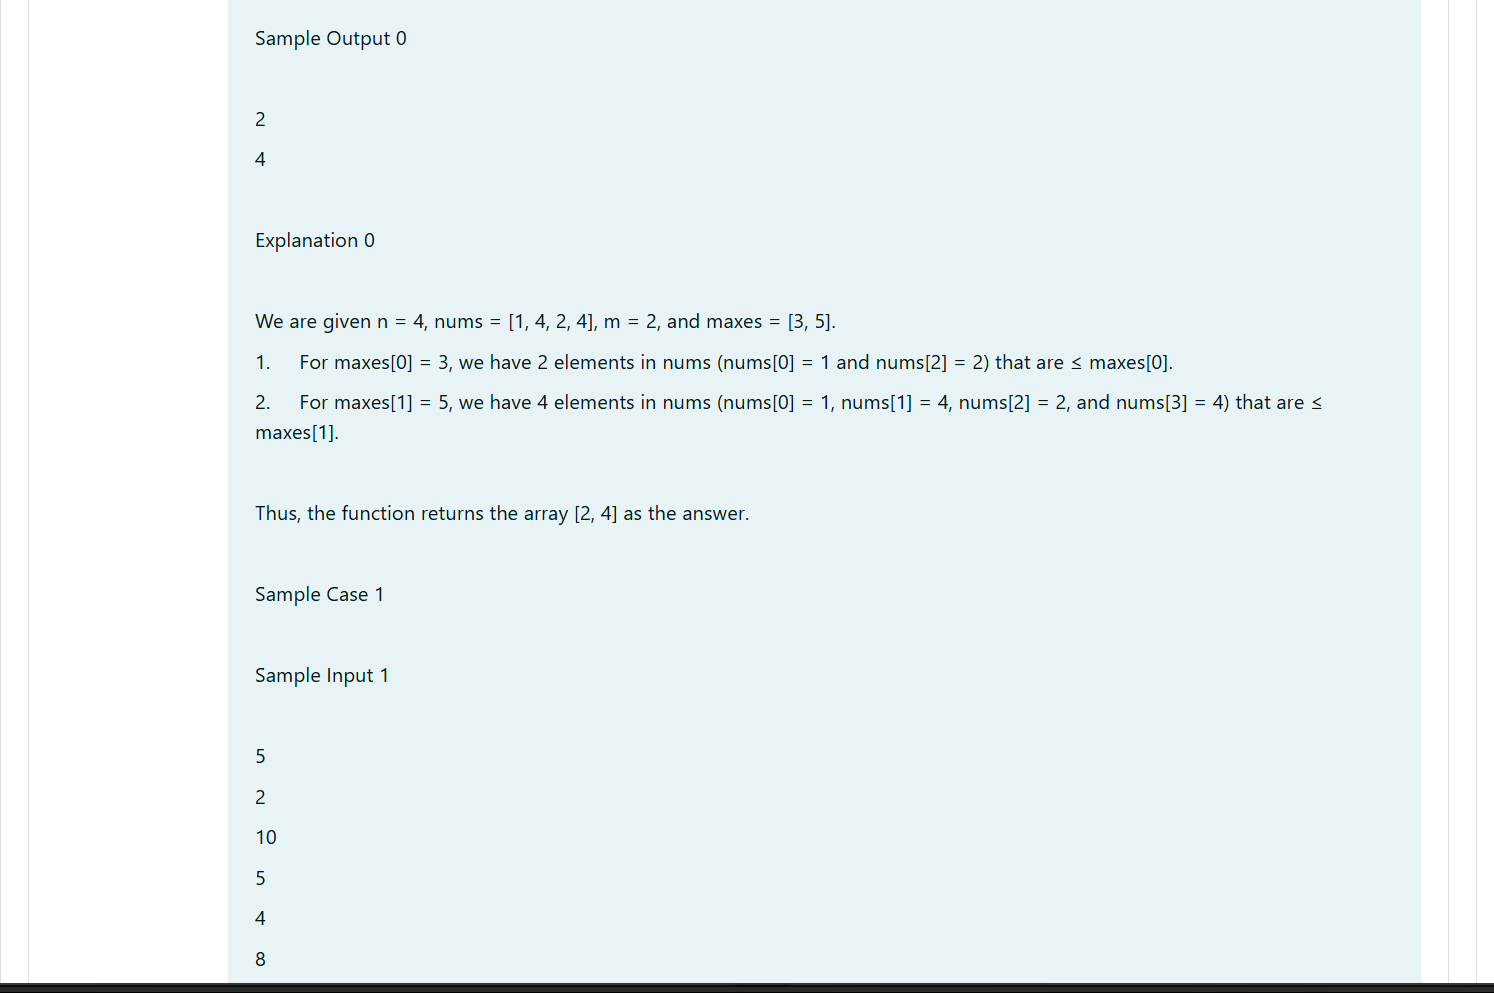 Sample Output 0
2
4
Explanation 0
We are given n = 4, nums = [1, 4, 2, 4], m = 2, and maxes = [3, 5].
1. For maxes[0] = 3, we have 2 elements in nums (nums[0] = 1 and nums[2] = 2) that are ≤ maxes[0].
2. For maxes[1] = 5, we have 4 elements in nums (nums[0] = 1, nums[1] = 4, nums[2] = 2, and nums[3] = 4) that are ≤
maxes[1].
Thus, the function returns the array [2, 4] as the answer.
Sample Case 1
Sample Input 1
5
2
10
5
4
8